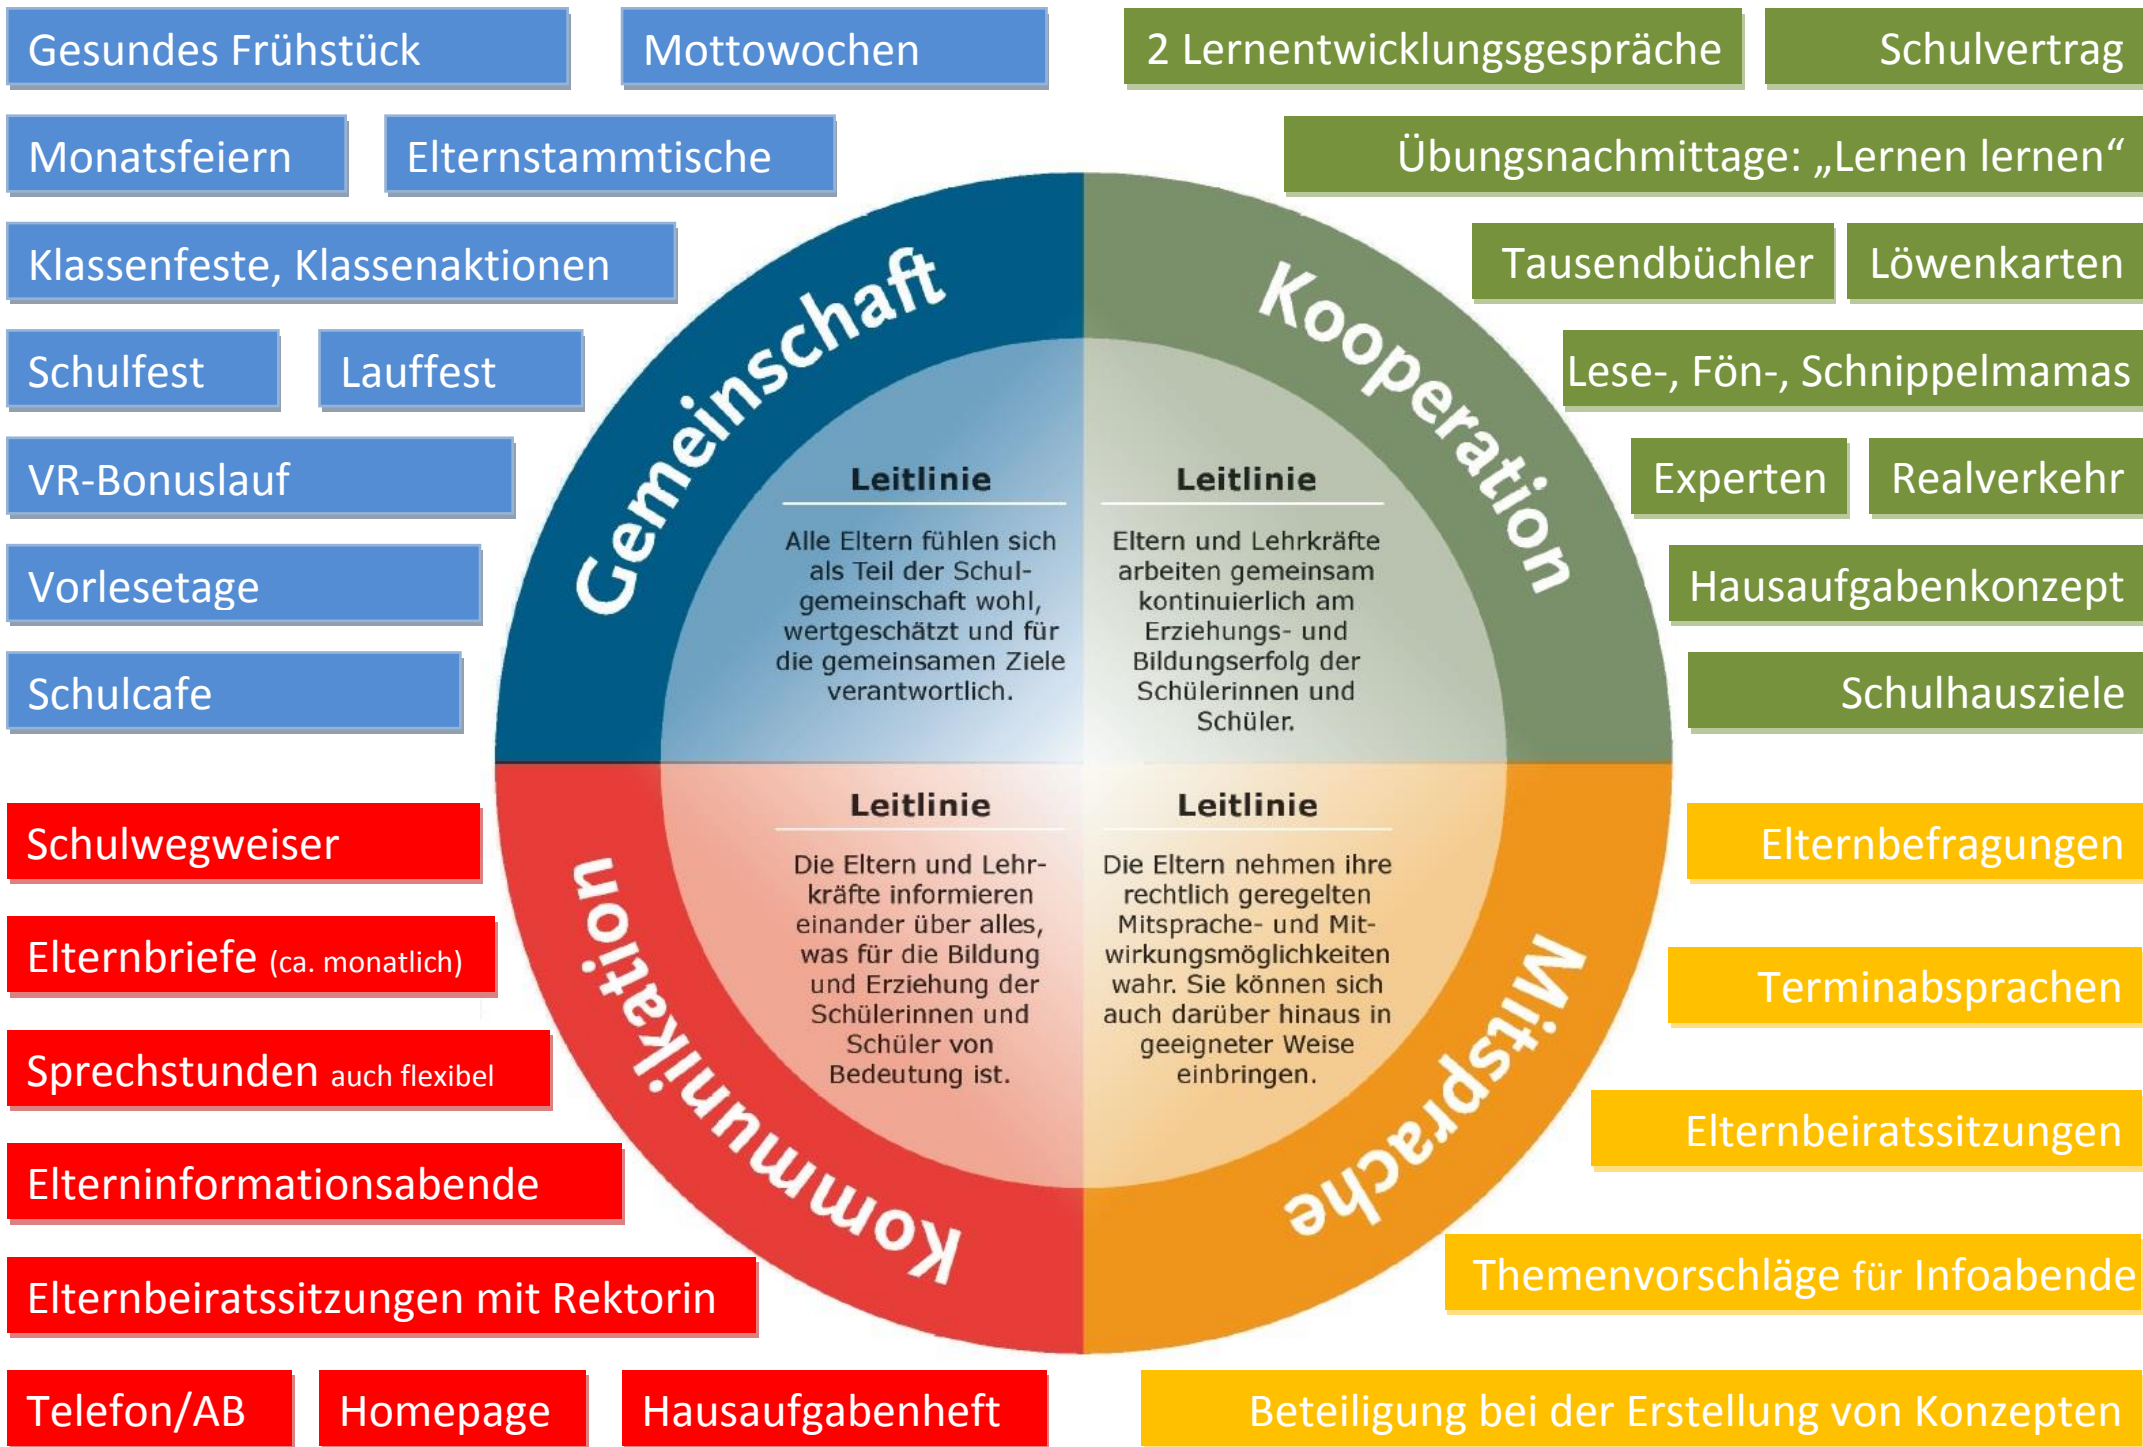 Gesundes Frühstück
Mottowochen
2 Lernentwicklungsgespräche
Schulvertrag
Monatsfeiern
Elternstammtische
Übungsnachmittage: „Lernen lernen“
Klassenfeste, Klassenaktionen
Tausendbüchler
Löwenkarten
Schulfest
Lauffest
Lese-, Fön-, Schnippelmamas
VR-Bonuslauf
Experten
Realverkehr
Vorlesetage
Hausaufgabenkonzept
Schulcafe
Schulhausziele
Gemeinschaft
Leitlinie
Alle Eltern fühlen sich
als Teil der Schul-
gemeinschaft wohl,
wertgeschätzt und für
die gemeinsamen Ziele
verantwortlich.
Kooperation
Leitlinie
Eltern und Lehrkräfte
arbeiten gemeinsam
kontinuierlich am
Erziehungs- und
Bildungserfolg der
Schülerinnen und
Schüler.
Kommunikation
Leitlinie
Die Eltern und Lehr-
kräfte informieren
einander über alles,
was für die Bildung
und Erziehung der
Schülerinnen und
Schüler von
Bedeutung ist.
Mitsprache
Leitlinie
Die Eltern nehmen ihre
rechtlich geregelten
Mitsprache- und Mit-
wirkungsmöglichkeiten
wahr. Sie können sich
auch darüber hinaus in
geeigneter Weise
einbringen.
Schulwegweiser
Elternbefragungen
Elternbriefe (ca. monatlich)
Terminabsprachen
Sprechstunden auch flexibel
Elternbeiratssitzungen
Elterninformationsabende
Themenvorschläge für Infoabende
Elternbeiratssitzungen mit Rektorin
Telefon/AB
Homepage
Hausaufgabenheft
Beteiligung bei der Erstellung von Konzepten